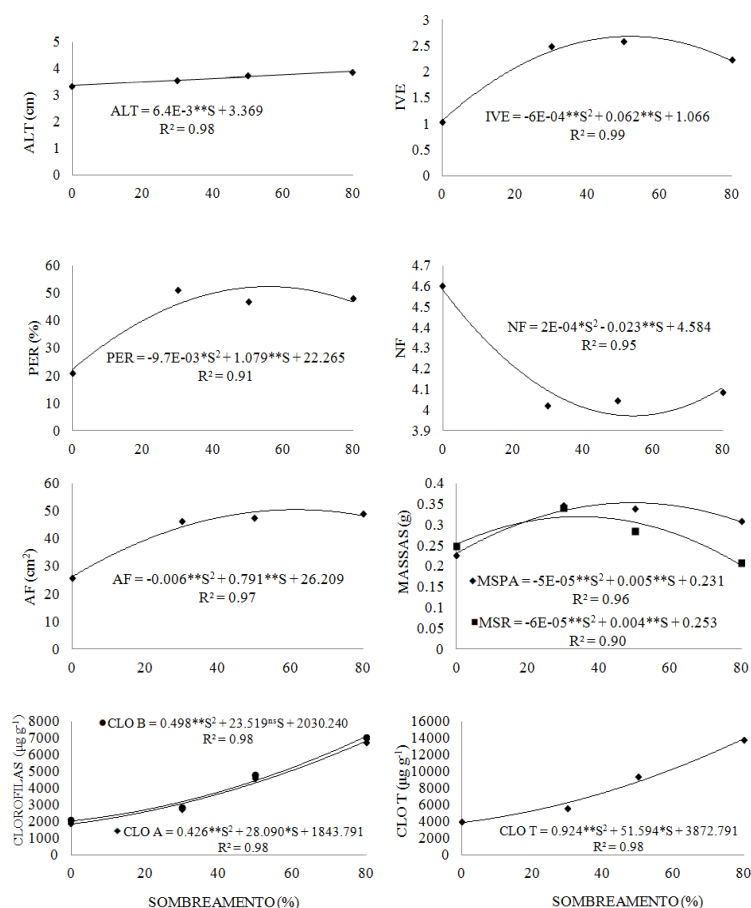 5
4
3
2
1
0
ALT (cm)
ALT = 6.4E-3**S + 3.369
R² = 0.98
0 20 40 60 80
3
2.5
2
1.5
1
0.5
0
IVE
IVE = -6E-04**S² + 0.062**S + 1.066
R² = 0.99
0 20 40 60 80
60
50
40
30
20
10
0
PER (%)
PER = -9.7E-03*S² + 1.079**S + 22.265
R² = 0.91
0 20 40 60 80
4.7
4.6
4.5
4.4
4.3
4.2
4.1
4
3.9
NF
NF = 2E-04*S² - 0.023**S + 4.584
R² = 0.95
0 20 40 60 80
60
50
40
30
20
10
0
AF (cm²)
AF = -0.006**S² + 0.791**S + 26.209
R² = 0.97
0 20 40 60 80
0.4
0.35
0.3
0.25
0.2
0.15
0.1
0.05
0
MASSAS (g)
MSPA = -5E-05**S² + 0.005**S + 0.231
R² = 0.96
MSR = -6E-05**S² + 0.004**S + 0.253
R² = 0.90
0 20 40 60 80
8000
7000
6000
5000
4000
3000
2000
1000
0
CLOROFILAS (µg g⁻¹)
CLO B = 0.498**S² + 23.519ⁿˢS + 2030.240
R² = 0.98
CLO A = 0.426**S² + 28.090*S + 1843.791
R² = 0.98
0 20 40 60 80
SOMBREAMENTO (%)
16000
14000
12000
10000
8000
6000
4000
2000
0
CLO T (µg g⁻¹)
CLO T = 0.924**S² + 51.594*S + 3872.791
R² = 0.98
0 20 40 60 80
SOMBREAMENTO (%)